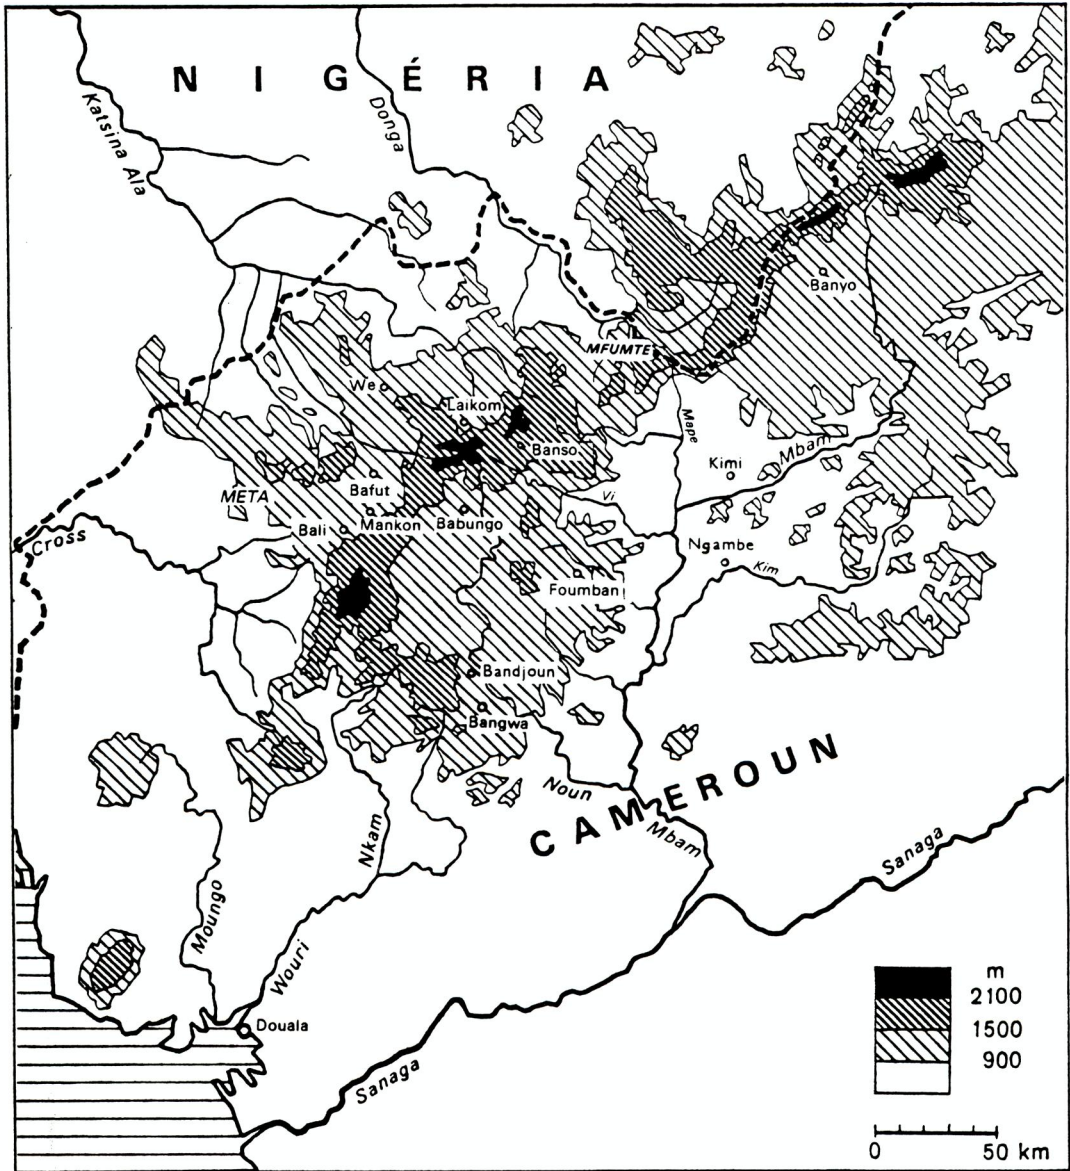 NIGÉRIA
Katsina Ala
Donga
Banyo
MFUMTE
We
Laikom
Mape
Banso
Kimi
Mbam
Bafut
META
Vi
Bali
Mankon
Babungo
Cross
Ngambe
Kim
Foumban
Bandjoun
Bangwa
Noun
CAMEROUN
Mbam
Nkam
Sanaga
Moungo
Wouri
Douala
Sanaga
m
2100
1500
900
0 50 km